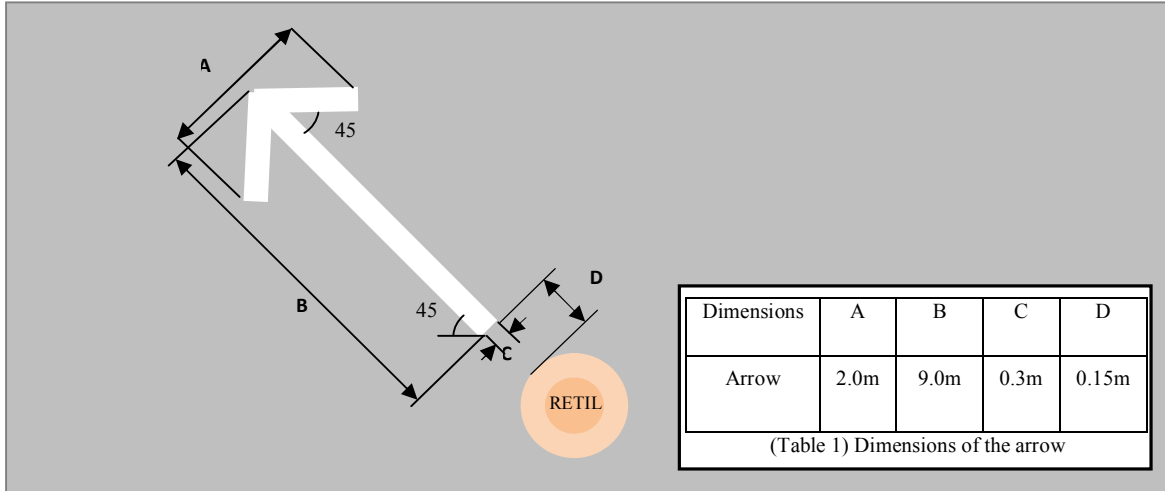 A
45
B
45
C
D
RETIL
Dimensions A B C D
Arrow 2.0m 9.0m 0.3m 0.15m
(Table 1) Dimensions of the arrow